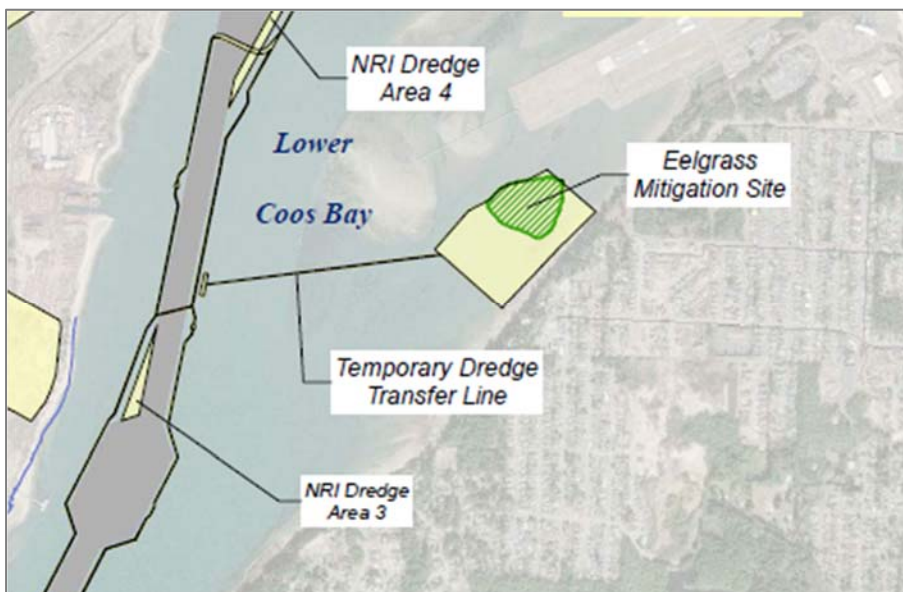 NRI Dredge
Area 4
Lower
Coos Bay
Eelgrass
Mitigation Site
Temporary Dredge
Transfer Line
NRI Dredge
Area 3